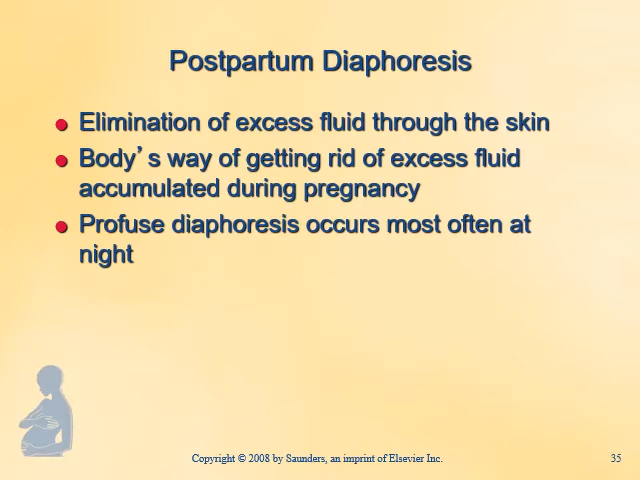 Postpartum Diaphoresis
● Elimination of excess fluid through the skin
● Body’s way of getting rid of excess fluid
accumulated during pregnancy
● Profuse diaphoresis occurs most often at
night
Copyright © 2008 by Saunders, an imprint of Elsevier Inc.
35